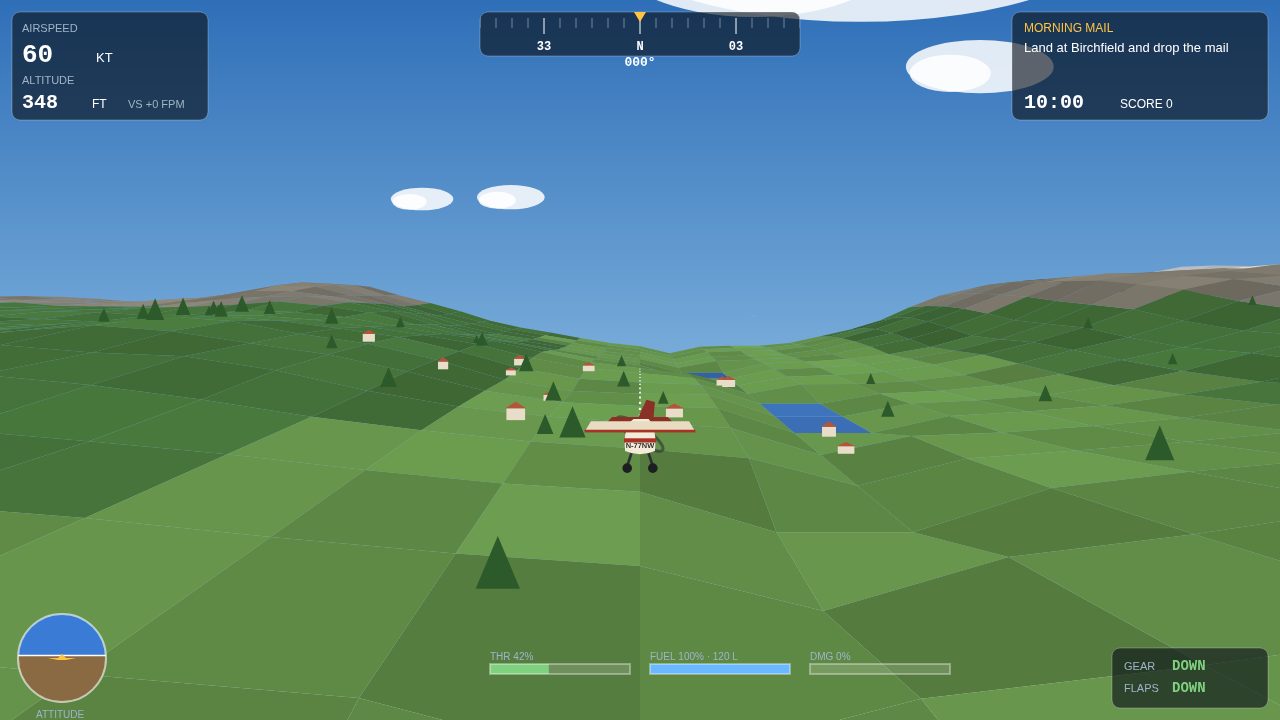 AIRSPEED
60 KT
ALTITUDE
348 FT VS +0 FPM
33 N 03
000°
MORNING MAIL
Land at Birchfield and drop the mail
10:00 SCORE 0
N-77NW
THR 42%
FUEL 100% · 120 L
DMG 0%
GEAR DOWN
FLAPS DOWN
ATTITUDE